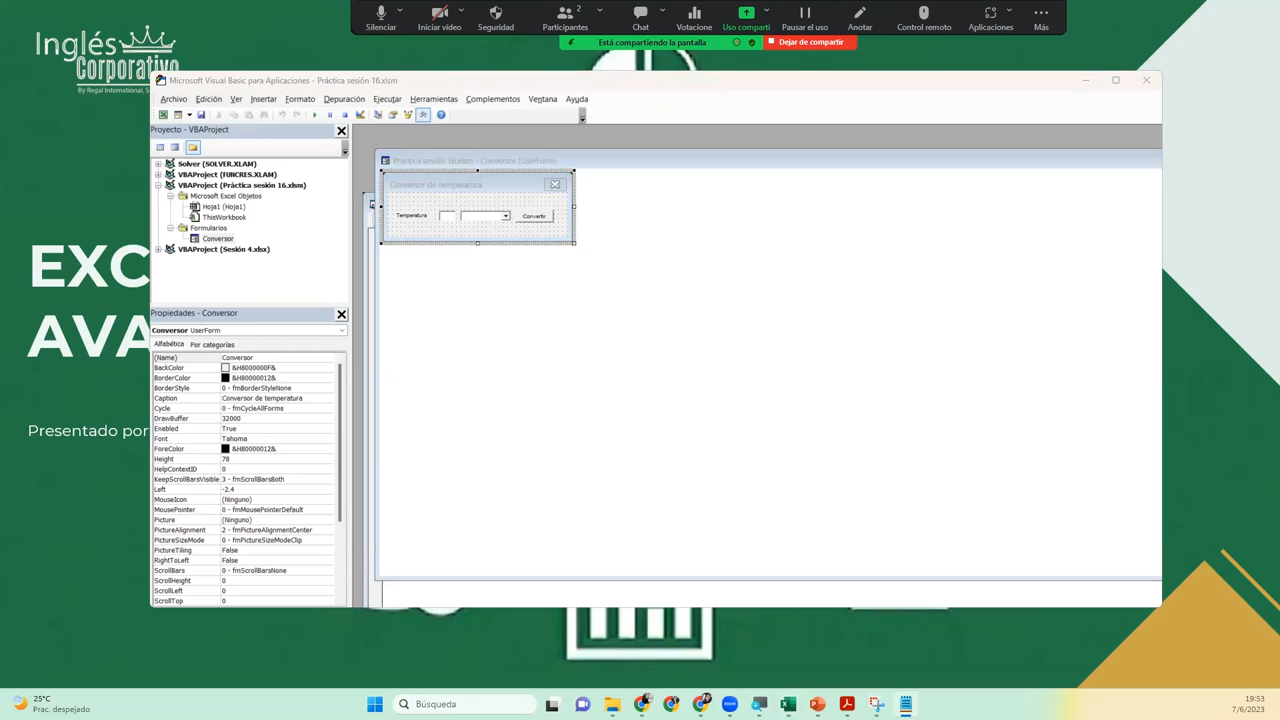 Silenciar
Iniciar vídeo
Seguridad
Participantes
2
Chat
Votacione
Uso comparti
Pausar el uso
Anotar
Control remoto
Aplicaciones
Más
Está compartiendo la pantalla
Dejar de compartir
Inglés
Corporativo
By Regal International, S
EXC
AVA
Presentado por
Microsoft Visual Basic para Aplicaciones - Práctica sesión 16.xlsm
Archivo Edición Ver Insertar Formato Depuración Ejecutar Herramientas Complementos Ventana Ayuda
Proyecto - VBAProject
Solver (SOLVER.XLAM)
VBAProject (FUNCRES.XLAM)
VBAProject (Práctica sesión 16.xlsm)
Microsoft Excel Objetos
Hoja1 (Hoja1)
ThisWorkbook
Formularios
Conversor
VBAProject (Sesión 4.xlsx)
Práctica sesión 16.xlsm - Conversor (UserForm)
Conversor de temperatura
Temperatura
Convertir
Propiedades - Conversor
Conversor UserForm
Alfabética Por categorías
(Name) Conversor
BackColor &H8000000F&
BorderColor &H80000012&
BorderStyle 0 - fmBorderStyleNone
Caption Conversor de temperatura
Cycle 0 - fmCycleAllForms
DrawBuffer 32000
Enabled True
Font Tahoma
ForeColor &H80000012&
Height 78
HelpContextID 0
KeepScrollBarsVisible 3 - fmScrollBarsBoth
Left -2.4
MouseIcon (Ninguno)
MousePointer 0 - fmMousePointerDefault
Picture (Ninguno)
PictureAlignment 2 - fmPictureAlignmentCenter
PictureSizeMode 0 - fmPictureSizeModeClip
PictureTiling False
RightToLeft False
ScrollBars 0 - fmScrollBarsNone
ScrollHeight 0
ScrollLeft 0
ScrollTop 0
25°C
Prac. despejado
Búsqueda
19:53
7/6/2023